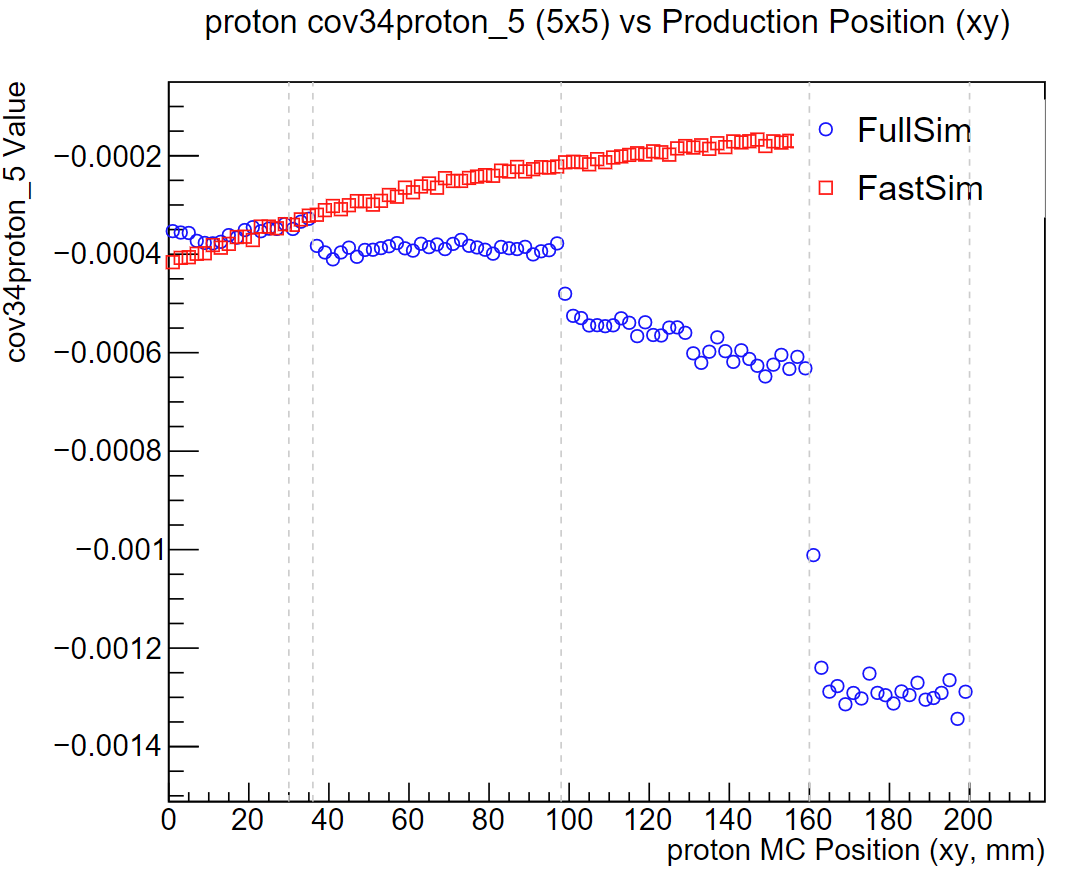 proton cov34proton_5 (5x5) vs Production Position (xy)
cov34proton_5 Value
FullSim
FastSim
−0.0002
−0.0004
−0.0006
−0.0008
−0.001
−0.0012
−0.0014
0 20 40 60 80 100 120 140 160 180 200
proton MC Position (xy, mm)